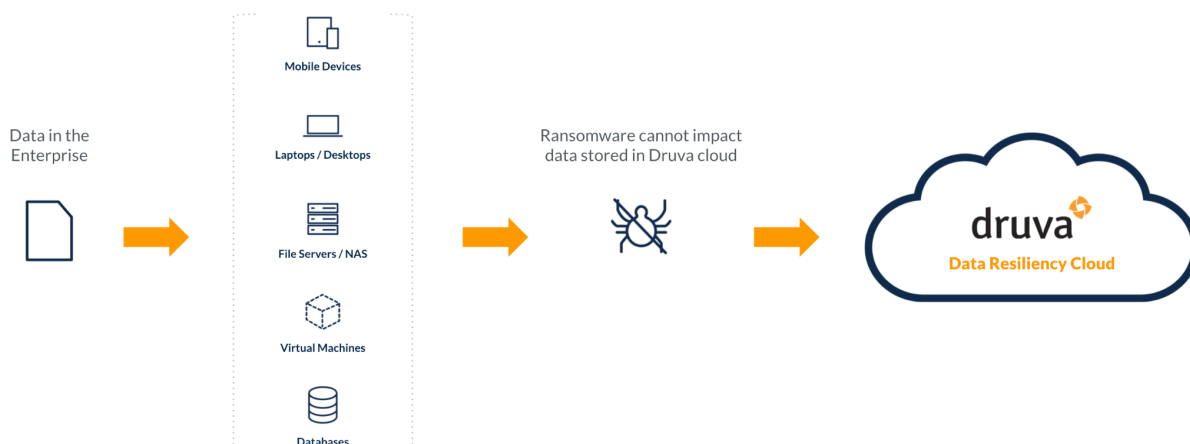 Data in the
Enterprise
Mobile Devices
Laptops / Desktops
File Servers / NAS
Virtual Machines
Databases
Ransomware cannot impact
data stored in Druva cloud
druva
Data Resiliency Cloud